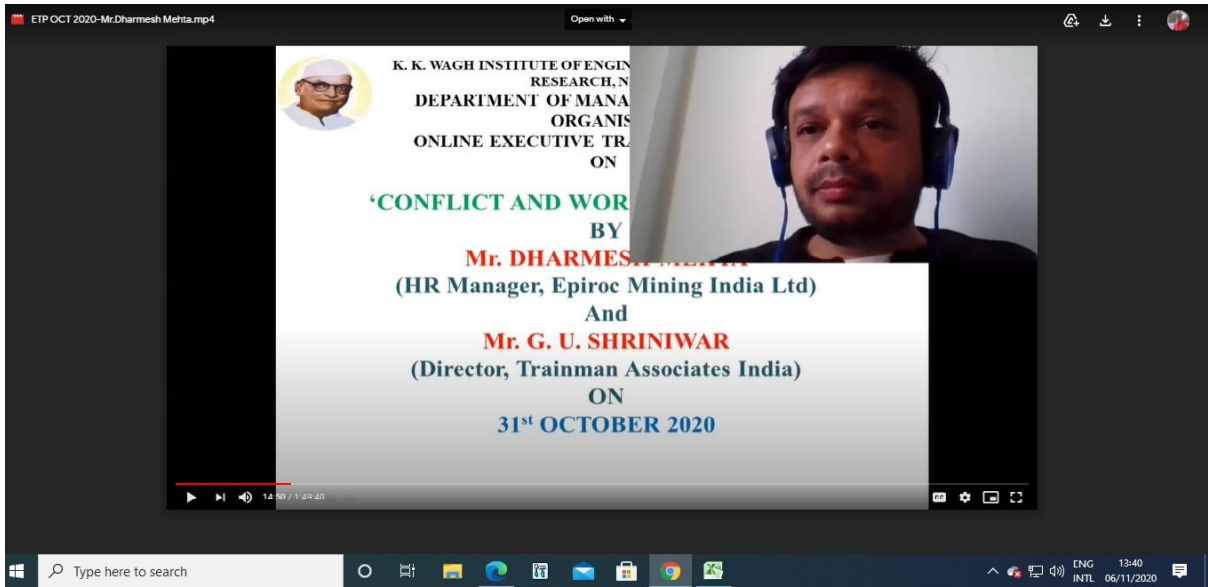 ETP OCT 2020-Mr.Dharmesh Mehta.mp4
Open with
K. K. WAGH INSTITUTE OF ENGIN
RESEARCH, N
DEPARTMENT OF MANA
ORGANIS
ONLINE EXECUTIVE TR
ON
‘CONFLICT AND WOR
BY
Mr. DHARMESH MEHTA
(HR Manager, Epiroc Mining India Ltd)
And
Mr. G. U. SHRINIWAR
(Director, Trainman Associates India)
ON
31st OCTOBER 2020
14:50 / 1:49:40
CC
Type here to search
ENG 13:40
INTL 06/11/2020